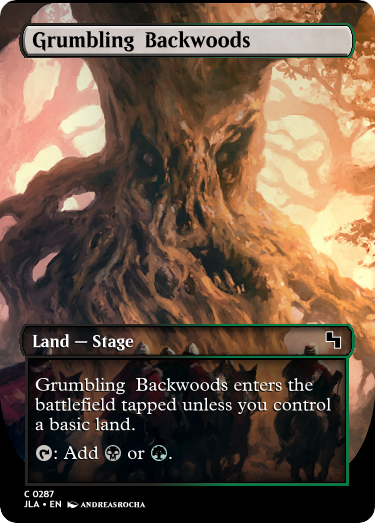 Grumbling Backwoods
Land — Stage
Grumbling Backwoods enters the
battlefield tapped unless you control
a basic land.
: Add or .
C 0287
JLA • EN ANDREASROCHA